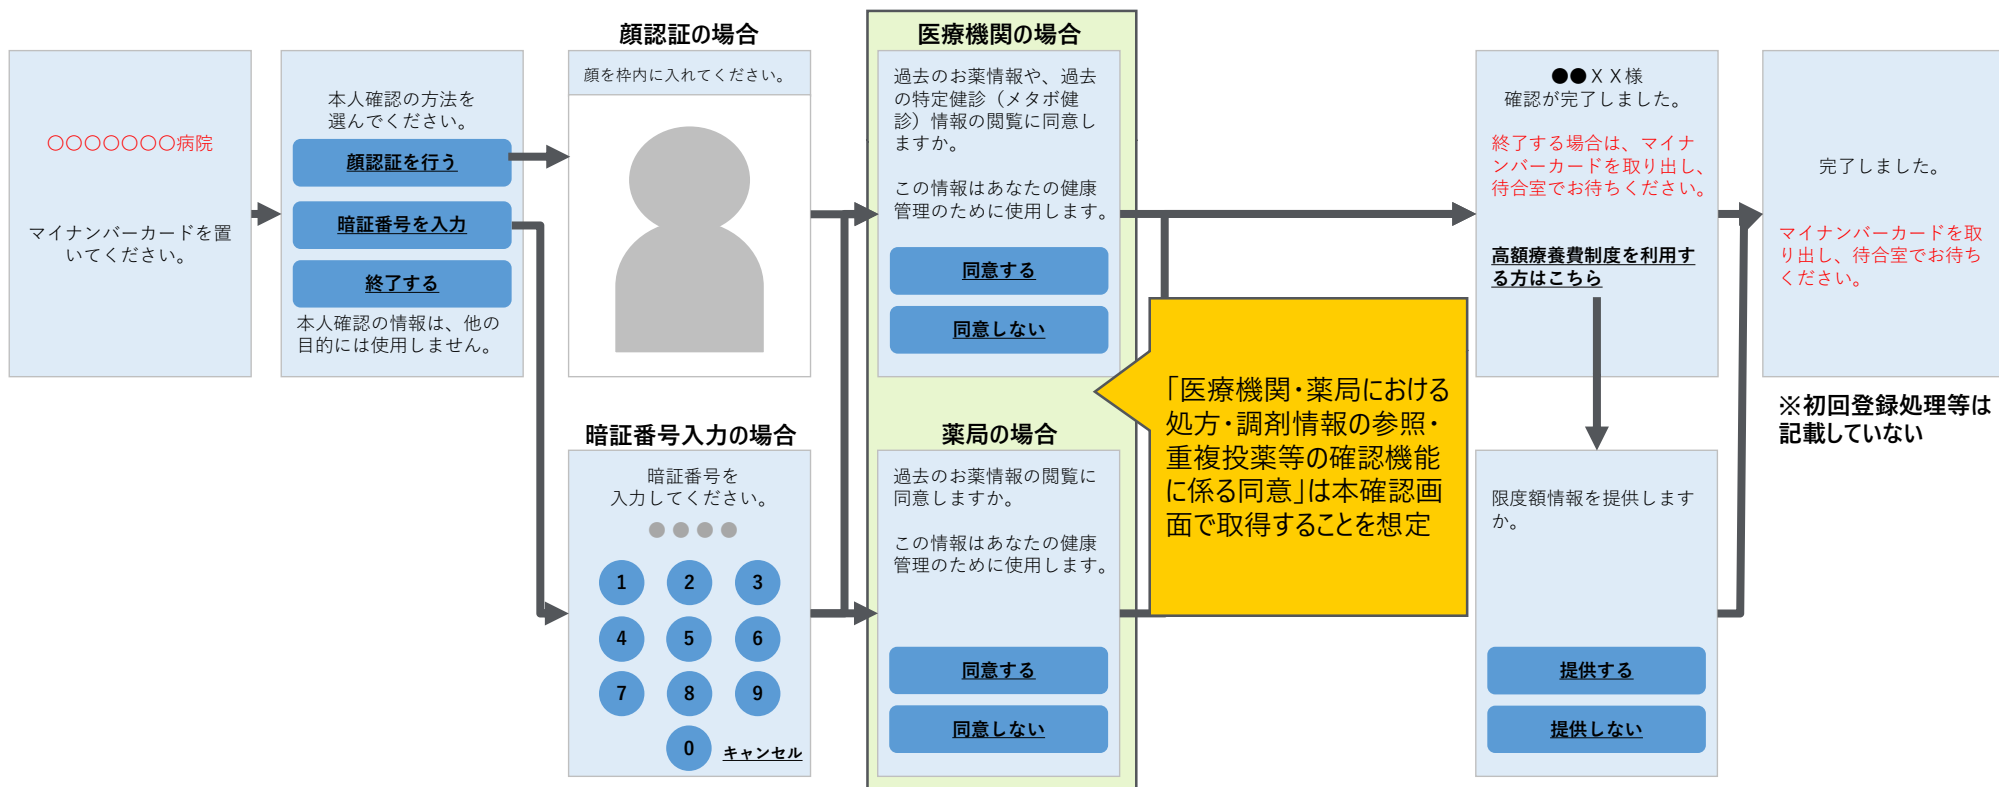 〇〇〇〇〇〇〇病院
マイナンバーカードを置
いてください。
本人確認の方法を
選んでください。
顔認証を行う
暗証番号を入力
終了する
本人確認の情報は、他の
目的には使用しません。
顔認証の場合
顔を枠内に入れてください。
暗証番号入力の場合
暗証番号を
入力してください。
1 2 3
4 5 6
7 8 9
0 キャンセル
医療機関の場合
過去のお薬情報や、過去
の特定健診（メタボ健
診）情報の閲覧に同意し
ますか。
この情報はあなたの健康
管理のために使用します。
同意する
同意しない
薬局の場合
過去のお薬情報の閲覧に
同意しますか。
この情報はあなたの健康
管理のために使用します。
同意する
同意しない
「医療機関・薬局における
処方・調剤情報の参照・
重複投薬等の確認機能
に係る同意」は本確認画
面で取得することを想定
●●ＸＸ様
確認が完了しました。
終了する場合は、マイナ
ンバーカードを取り出し、
待合室でお待ちください。
高額療養費制度を利用す
る方はこちら
限度額情報を提供します
か。
提供する
提供しない
完了しました。
マイナンバーカードを取
り出し、待合室でお待ち
ください。
※初回登録処理等は
記載していない